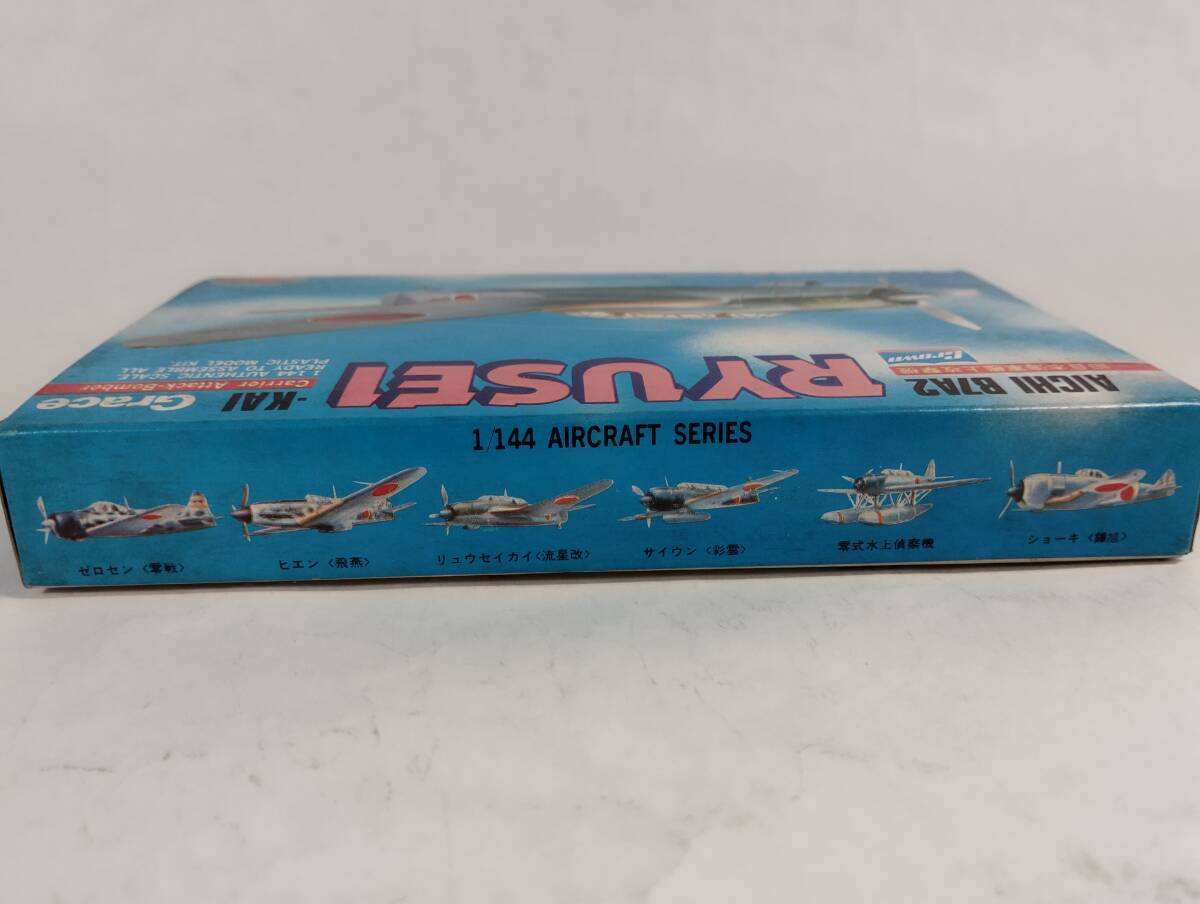 AICHI B7A2
RYUSEI
-KAI
Crown
Grace
Carrier Attack-Bomber
1:144 AUTHENTIC-SCALE.
READY TO ASSEMBLE ALL
PLASTIC MODEL KIT.
1/144 AIRCRAFT SERIES
ゼロセン〈零戦〉
ヒエン〈飛燕〉
リュウセイカイ〈流星改〉
サイウン〈彩雲〉
零式水上偵察機
ショーキ〈鍾馗〉